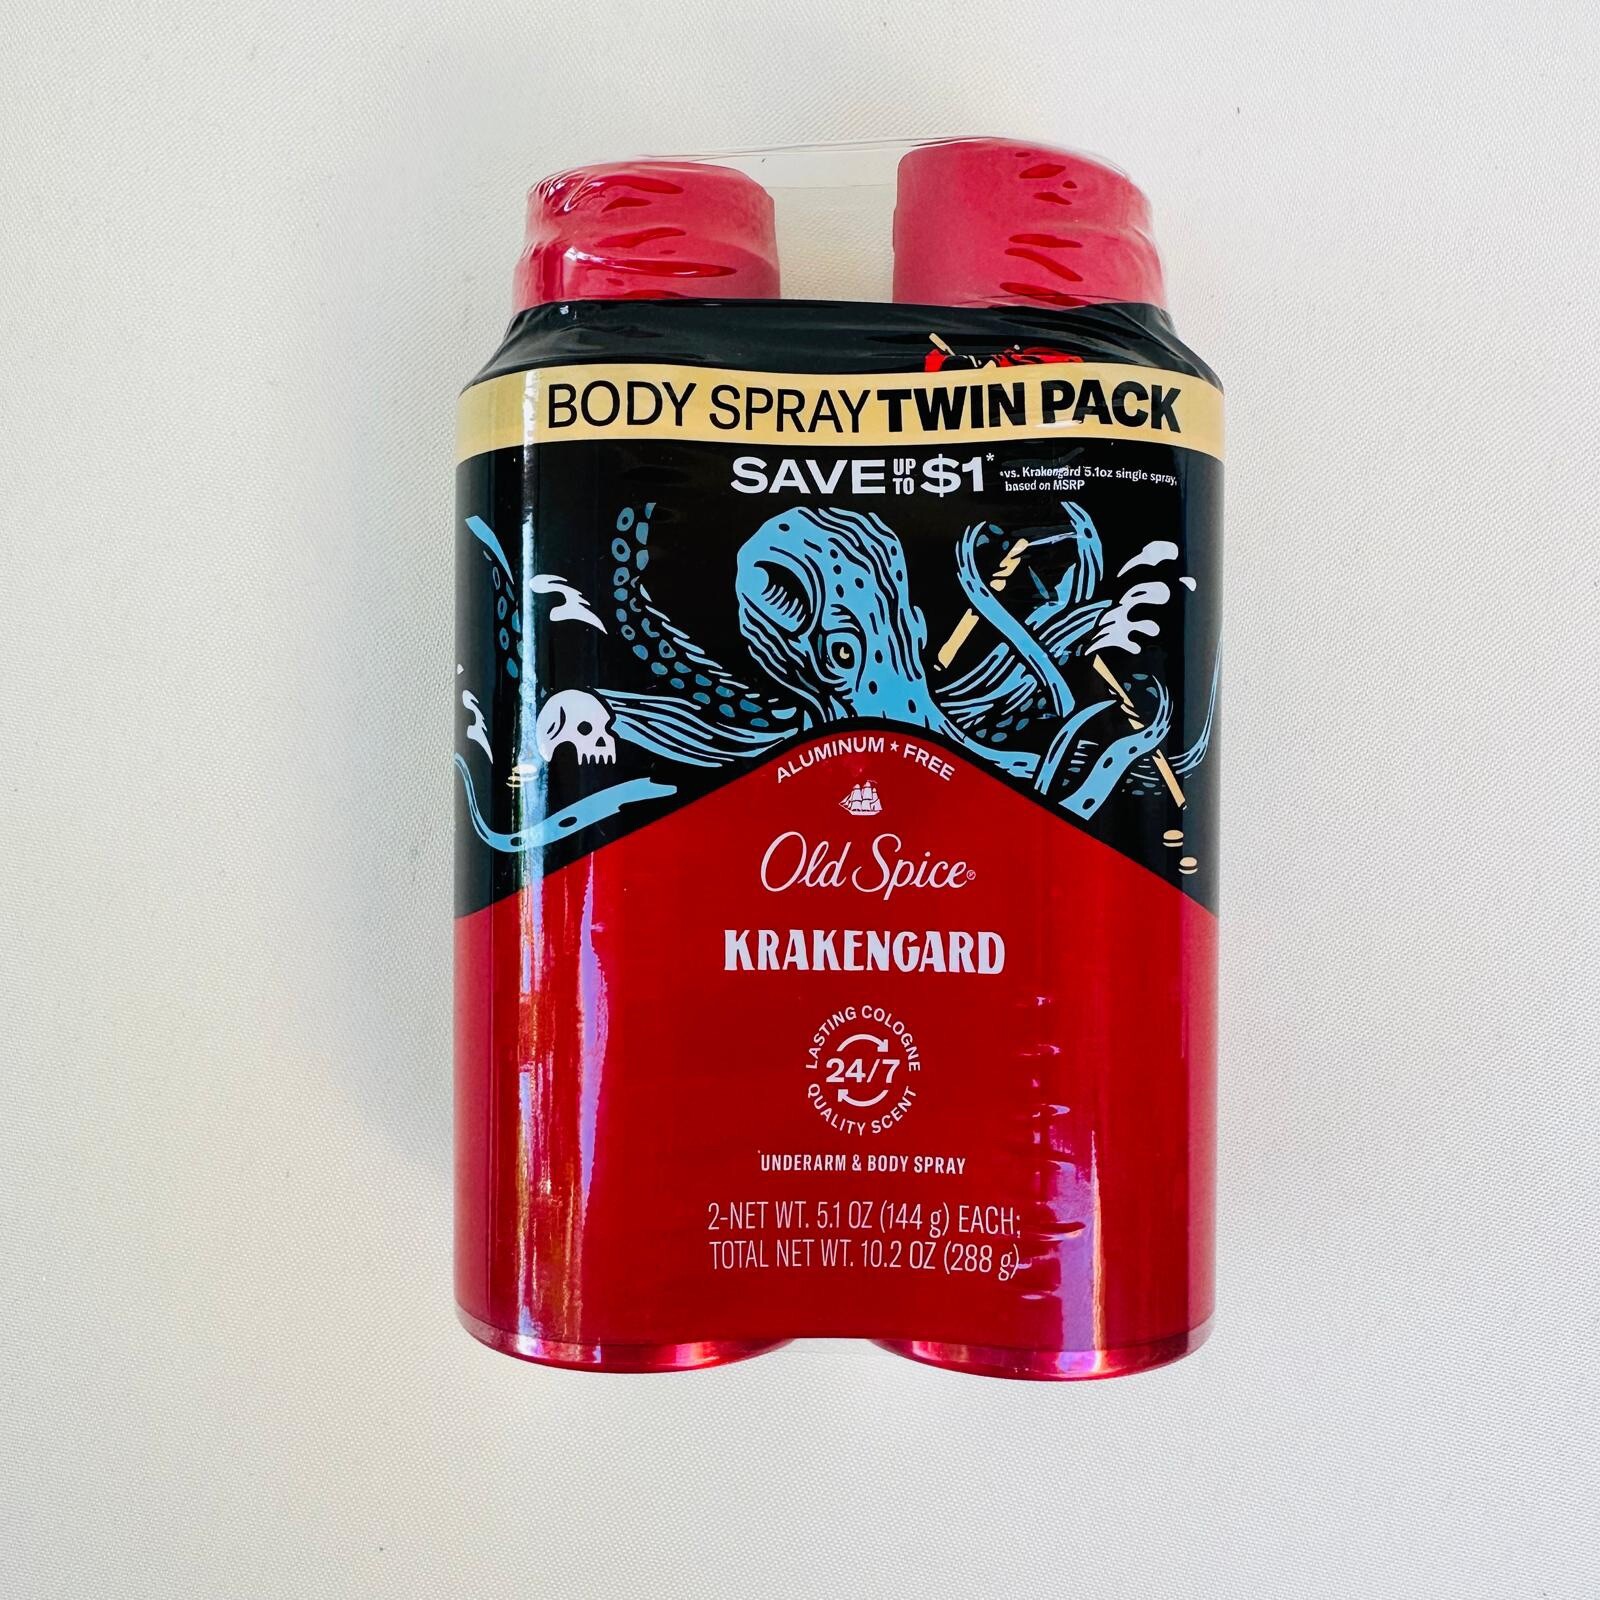 BODY SPRAY TWIN PACK
SAVE UP TO $1* *vs. Krakengard 5.1oz single spray,
based on MSRP
ALUMINUM ★ FREE
Old Spice®
KRAKENGARD
LASTING COLOGNE
24/7
QUALITY SCENT
UNDERARM & BODY SPRAY
2-NET WT. 5.1 OZ (144 g) EACH;
TOTAL NET WT. 10.2 OZ (288 g)